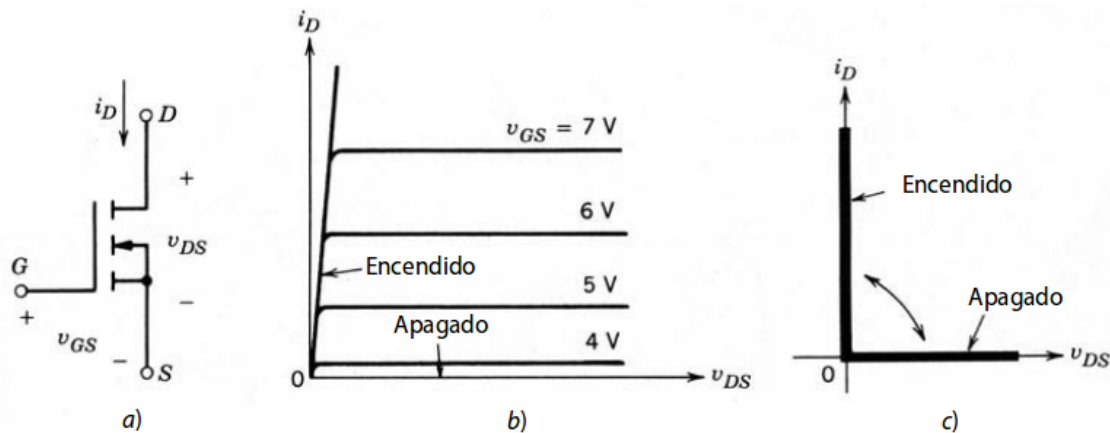 i_D
D
+
v_DS
G
+
−
v_GS
−
S
a)
i_D
v_GS = 7 V
6 V
Encendido
5 V
Apagado
4 V
0
v_DS
b)
i_D
Encendido
Apagado
0
v_DS
c)